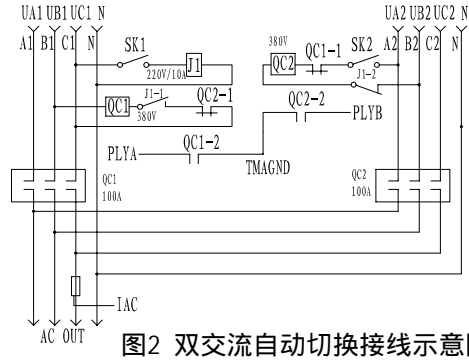 UA1 UB1 UC1 N
UA2 UB2 UC2 N
A1 B1 C1 N
A2 B2 C2 N
SK1
J1
220V/10A
380V
QC1-1
SK2
QC2
J1-2
QC1
J1-1
380V
QC2-1
QC2-2
PLYB
PLYA
QC1-2
TMAGND
QC1
100A
QC2
100A
IAC
AC OUT
图2 双交流自动切换接线示意